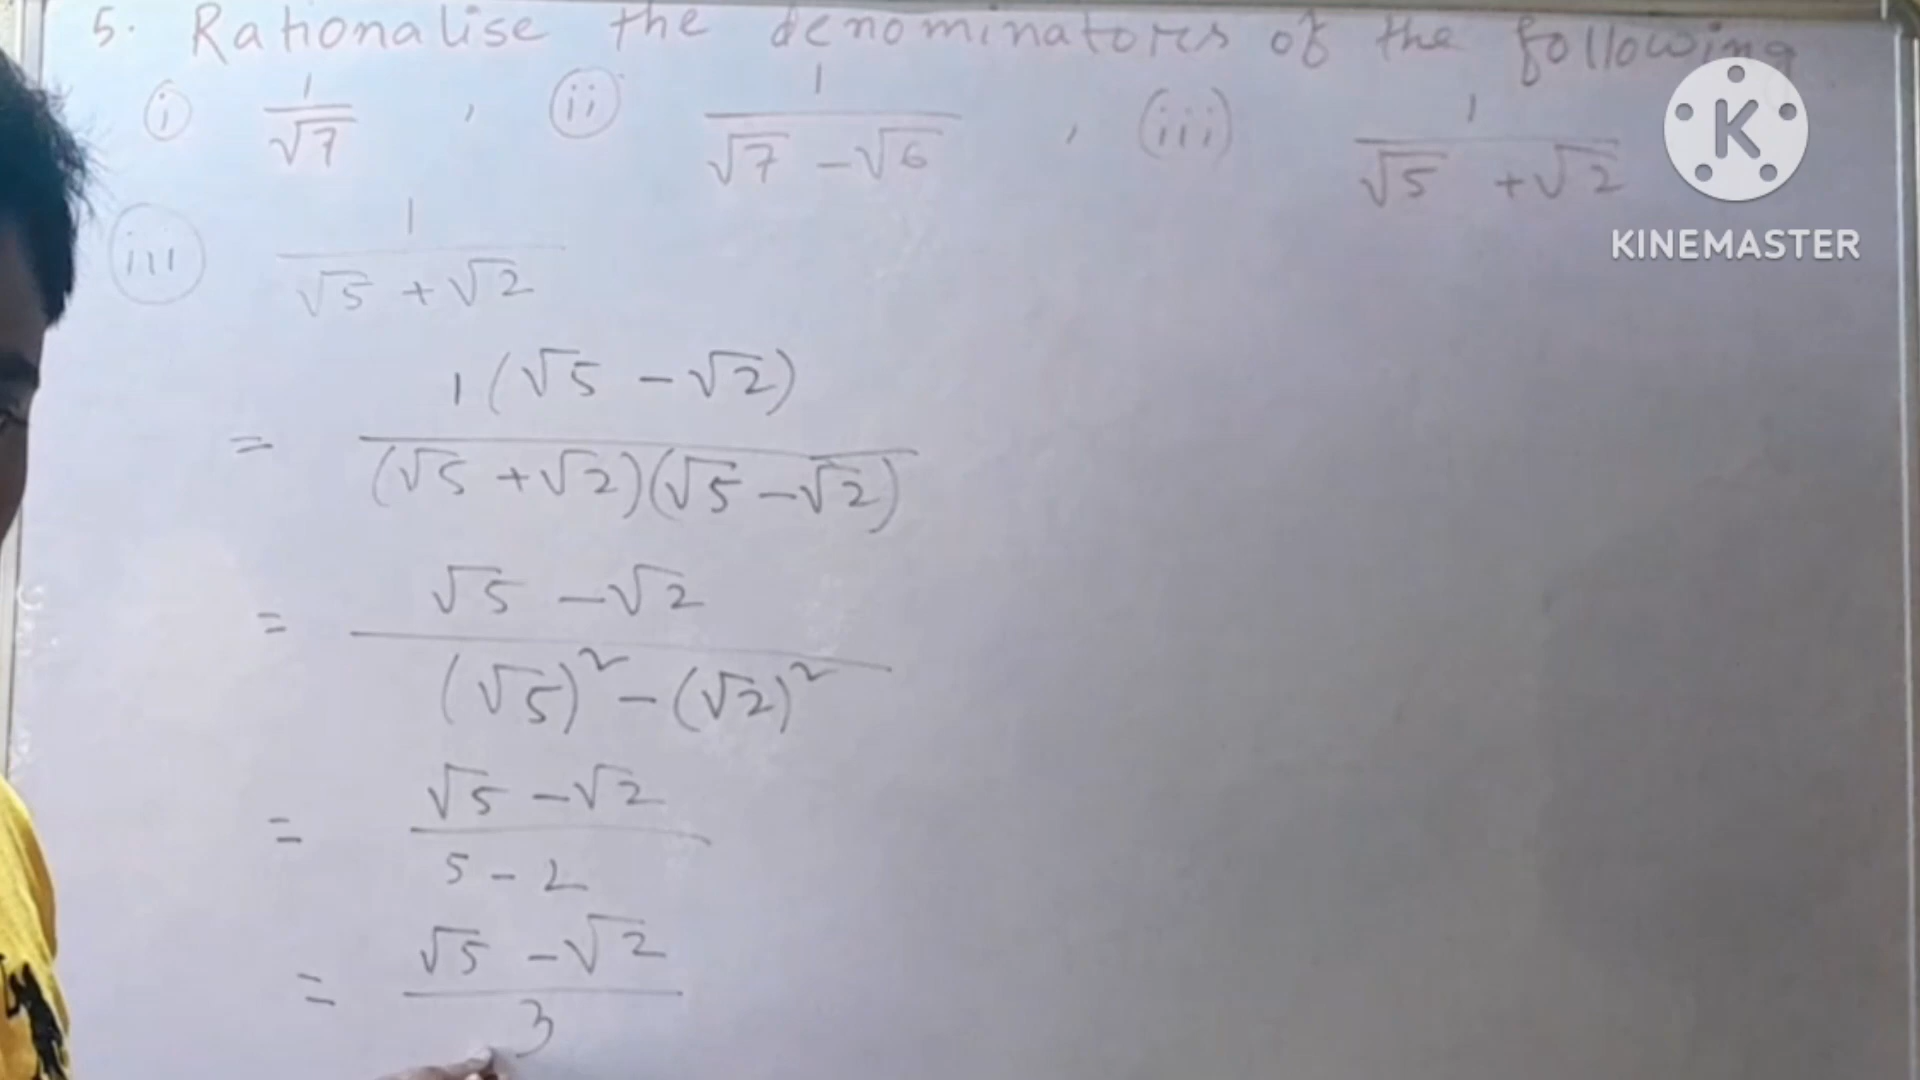 5. Rationalise the denominators of the following
(i) 1/√7 , (ii) 1/(√7 - √6) , (iii) 1/(√5 + √2)
K
KINEMASTER
(iii) 1/(√5 + √2)
= 1(√5 - √2)/((√5 + √2)(√5 - √2))
= (√5 - √2)/((√5)² - (√2)²)
= (√5 - √2)/(5 - 2)
= (√5 - √2)/3